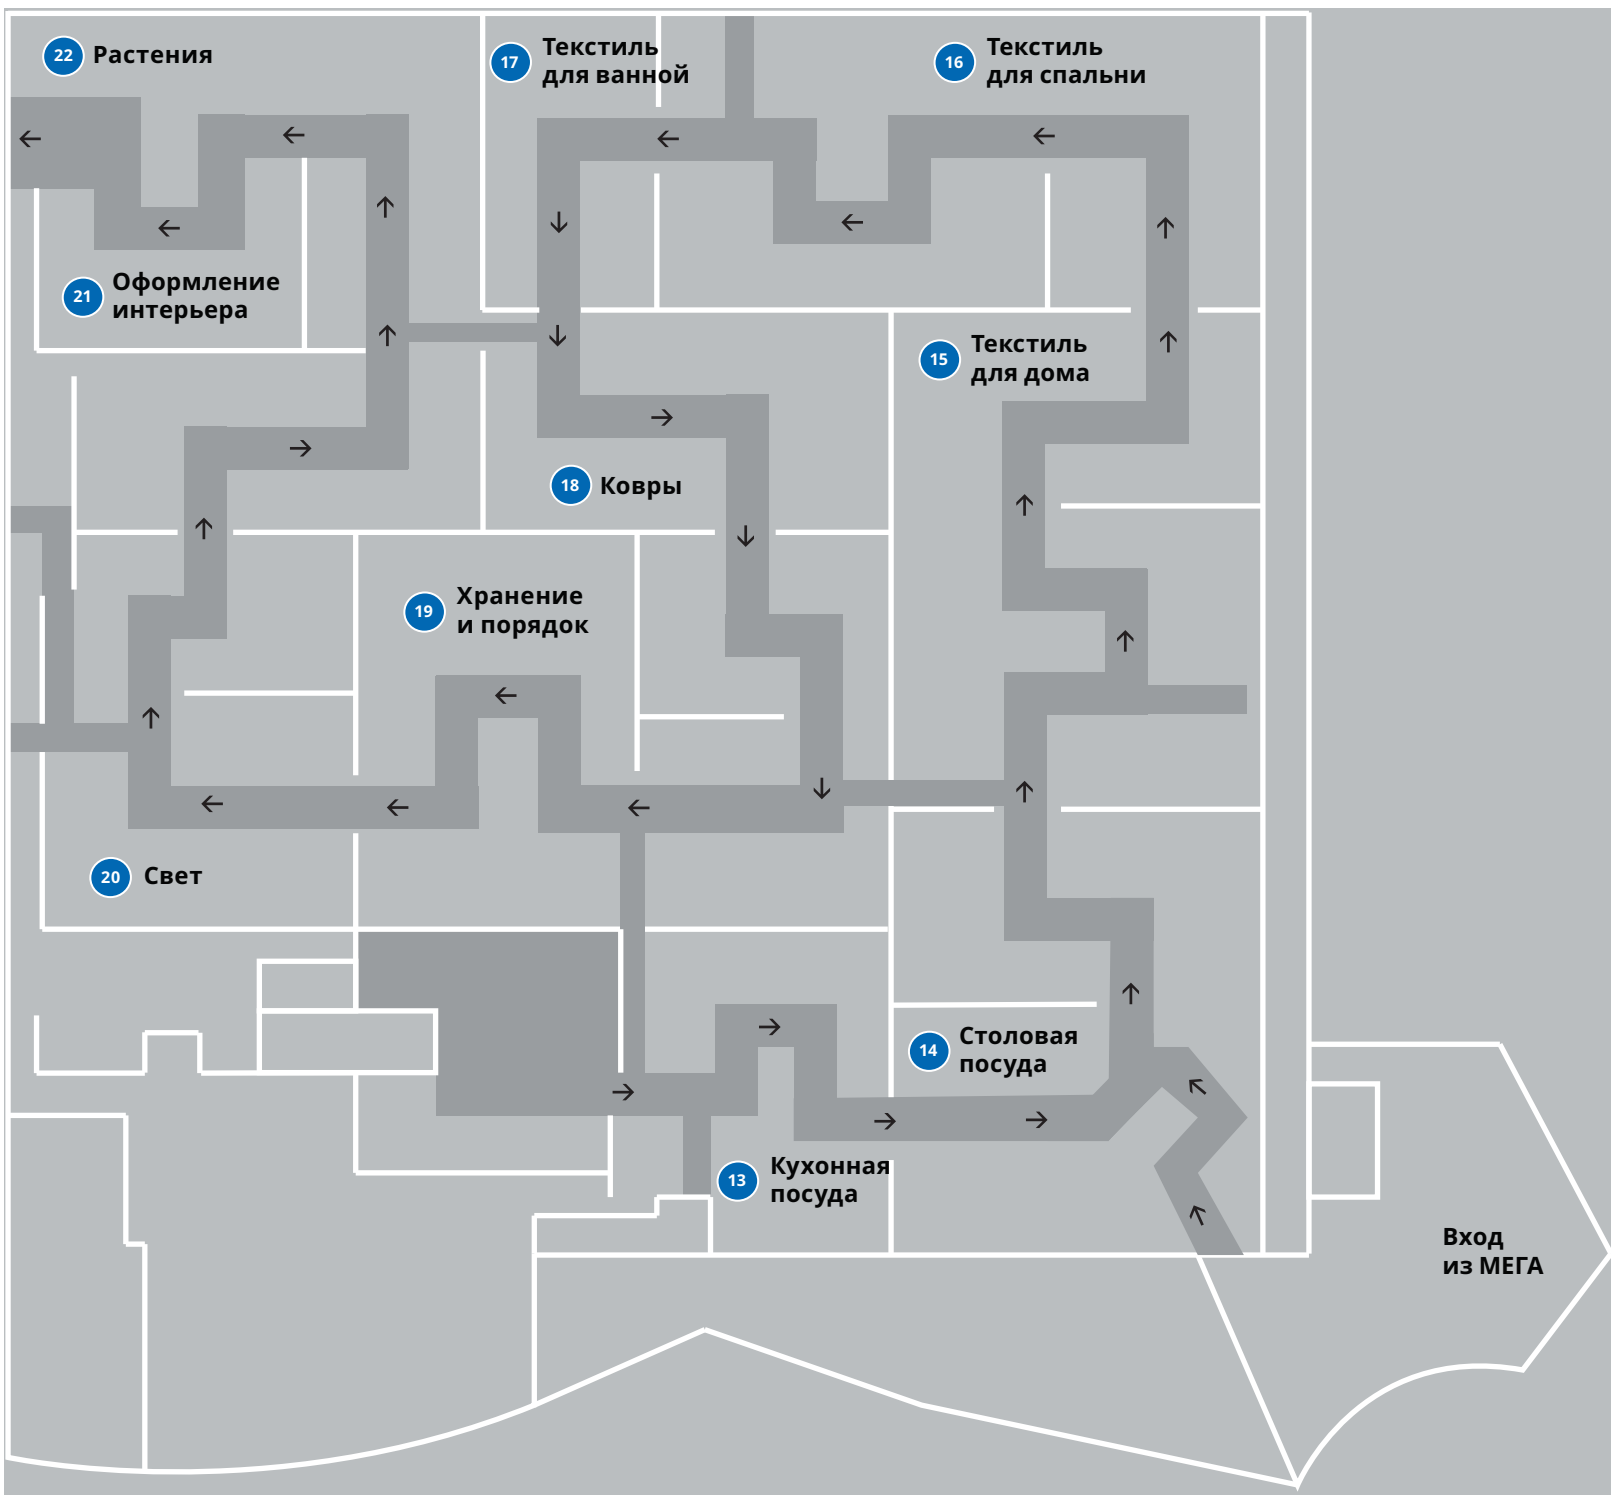 22 Растения
17 Текстиль
для ванной
16 Текстиль
для спальни
21 Оформление
интерьера
15 Текстиль
для дома
18 Ковры
19 Хранение
и порядок
20 Свет
14 Столовая
посуда
13 Кухонная
посуда
Вход
из МЕГА